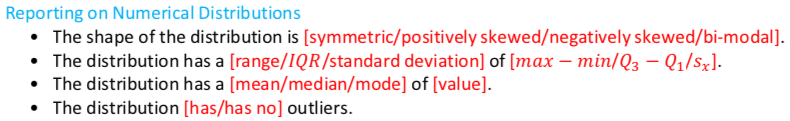 Reporting on Numerical Distributions
• The shape of the distribution is [symmetric/positively skewed/negatively skewed/bi-modal].
• The distribution has a [range/IQR/standard deviation] of [max − min/Q₃ − Q₁/sₓ].
• The distribution has a [mean/median/mode] of [value].
• The distribution [has/has no] outliers.